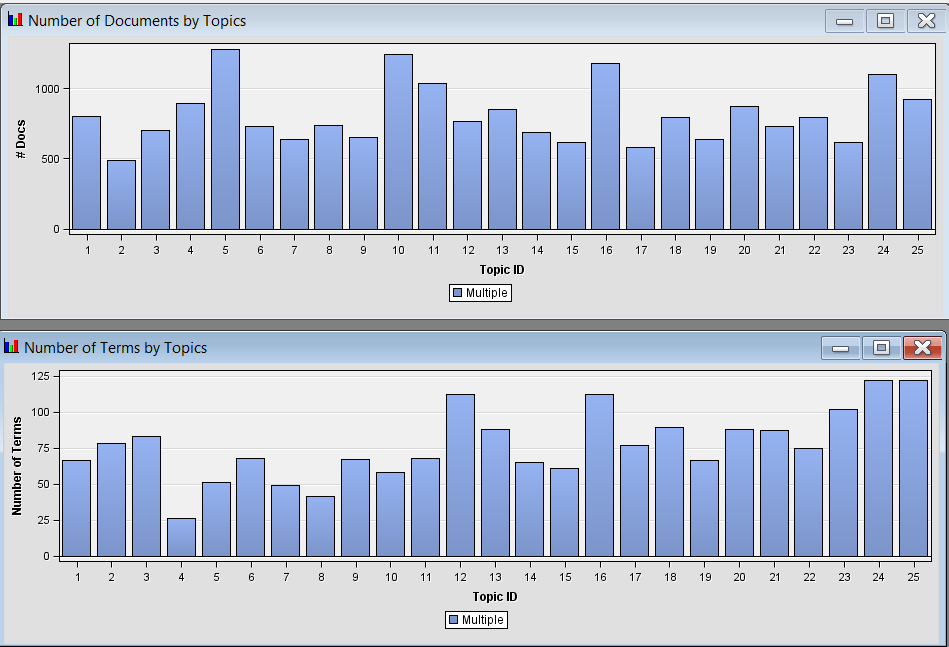 Number of Documents by Topics
# Docs
1000
500
0
1 2 3 4 5 6 7 8 9 10 11 12 13 14 15 16 17 18 19 20 21 22 23 24 25
Topic ID
Multiple
Number of Terms by Topics
Number of Terms
125
100
75
50
25
0
1 2 3 4 5 6 7 8 9 10 11 12 13 14 15 16 17 18 19 20 21 22 23 24 25
Topic ID
Multiple